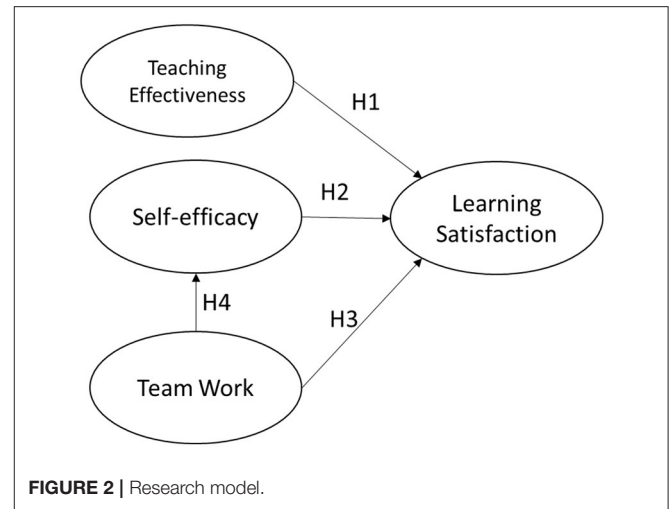 Teaching
Effectiveness
H1
Self-efficacy
H2
Learning
Satisfaction
H4
H3
Team Work
FIGURE 2 | Research model.